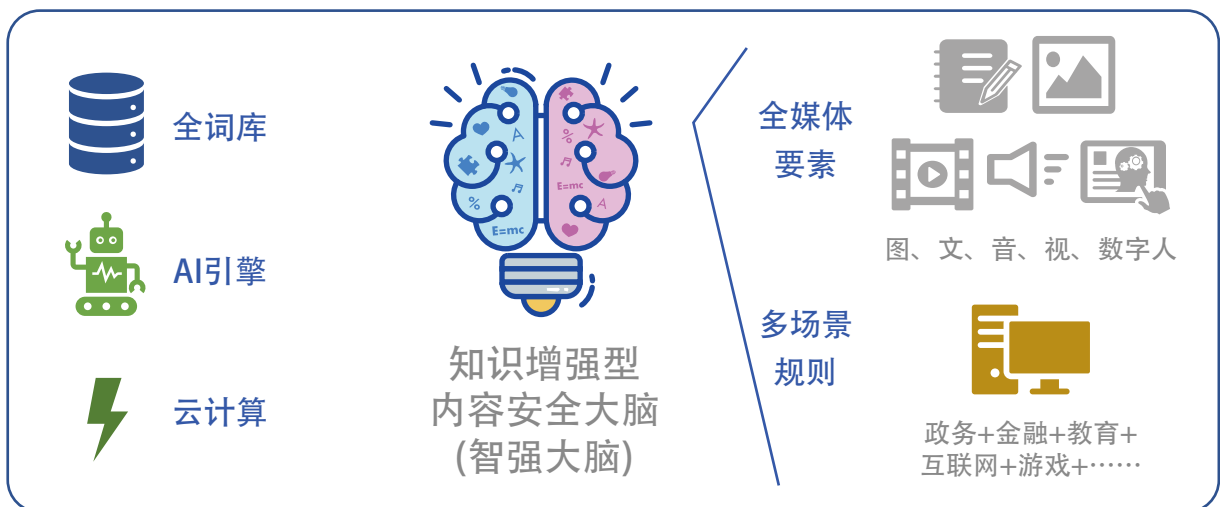 全词库
AI引擎
云计算
%
A
E=mc
%
E=mc
A
知识增强型
内容安全大脑
(智强大脑)
全媒体
要素
图、文、音、视、数字人
多场景
规则
政务+金融+教育+
互联网+游戏+······